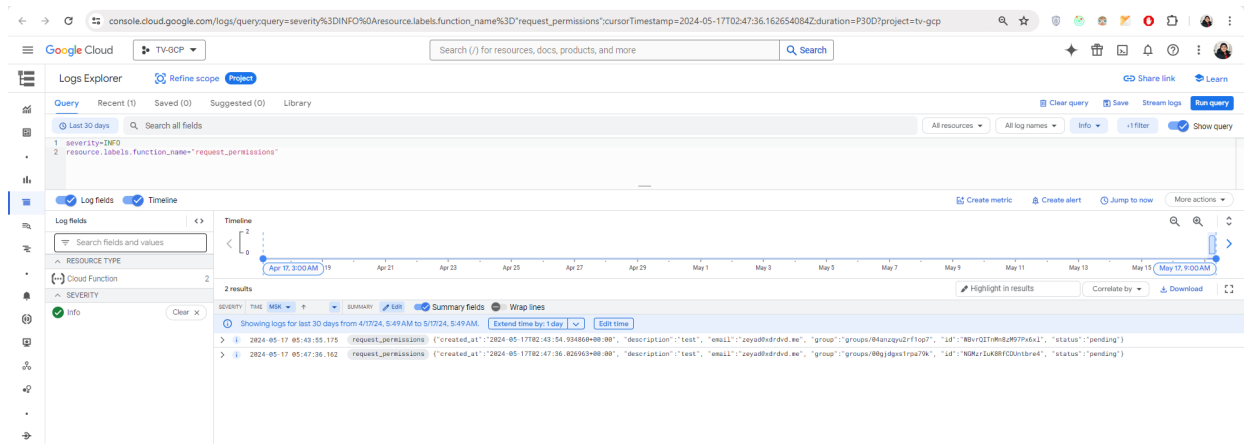 console.cloud.google.com/logs/query;query=severity%3DINFO%0Aresource.labels.function_name%3D"request_permissions";cursorTimestamp=2024-05-17T02:47:36.162654084Z;duration=P30D?project=tv-gcp
Google Cloud TV-GCP Search (/) for resources, docs, products, and more Search
Logs Explorer Refine scope Project Share link Learn
Query Recent (1) Saved (0) Suggested (0) Library Clear query Save Stream logs Run query
Last 30 days Search all fields All resources All log names Info +1 filter Show query
1 severity=INFO
2 resource.labels.function_name="request_permissions"
Log fields Timeline Create metric Create alert Jump to now More actions
Log fields <> Timeline
2
0
Search fields and values
RESOURCE TYPE
Cloud Function 2
SEVERITY
Info Clear X
Apr 17, 3:00 AM 19 Apr 21 Apr 23 Apr 25 Apr 27 Apr 29 May 1 May 3 May 5 May 7 May 9 May 11 May 13 May 15 May 17, 9:00 AM
2 results Highlight in results Correlate by Download
SEVERITY TIME MSK SUMMARY Edit Summary fields Wrap lines
Showing logs for last 30 days from 4/17/24, 5:49 AM to 5/17/24, 5:49 AM. Extend time by: 1 day Edit time
2024-05-17 05:43:55.175 request_permissions {"created_at":"2024-05-17T02:43:54.934860+00:00", "description":"test", "email":"zeyad@xdrdvd.me", "group":"groups/04anzqyu2rf1op7", "id":"WBvrQITnMn8zM97Px6xl", "status":"pending"}
2024-05-17 05:47:36.162 request_permissions {"created_at":"2024-05-17T02:47:36.026963+00:00", "description":"test", "email":"zeyad@xdrdvd.me", "group":"groups/00gjdgxs1rpa79k", "id":"NGMzrIuK8RfCDUntbre4", "status":"pending"}